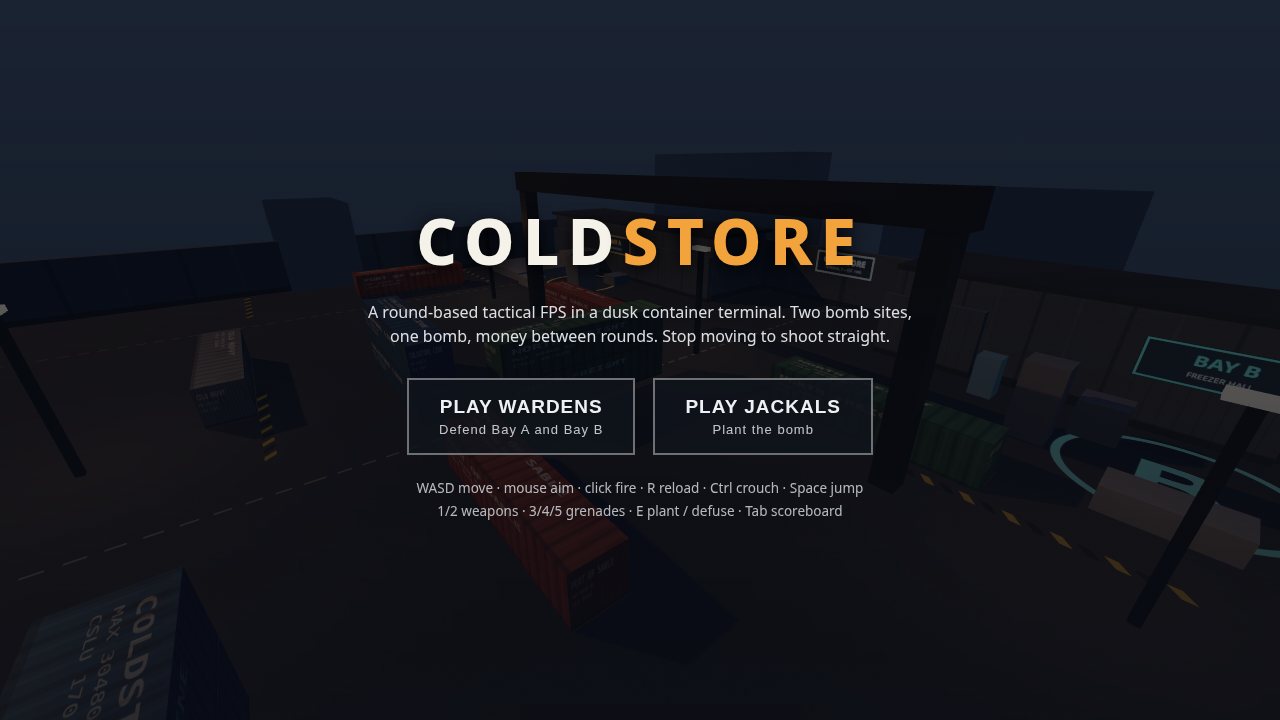 COLDSTORE
A round-based tactical FPS in a dusk container terminal. Two bomb sites,
one bomb, money between rounds. Stop moving to shoot straight.
PLAY WARDENS
Defend Bay A and Bay B
PLAY JACKALS
Plant the bomb
WASD move · mouse aim · click fire · R reload · Ctrl crouch · Space jump
1/2 weapons · 3/4/5 grenades · E plant / defuse · Tab scoreboard
BAY B
FREEZER HALL
B